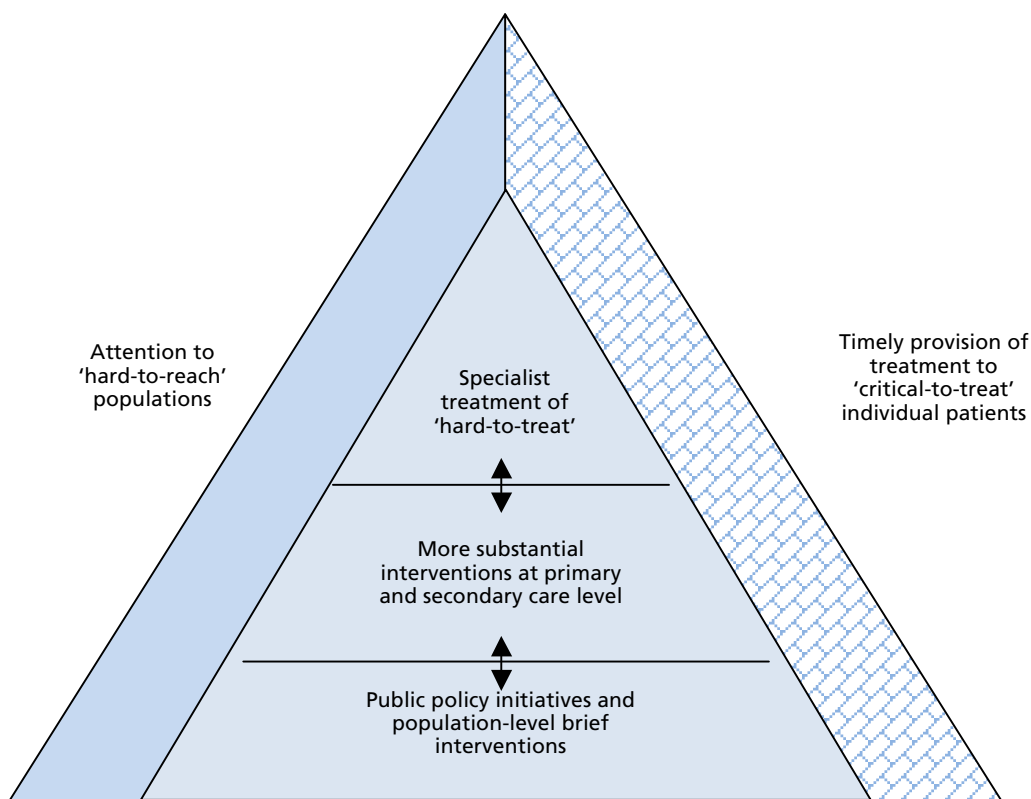 Attention to
‘hard-to-reach’
populations
Specialist
treatment of
‘hard-to-treat’
Timely provision of
treatment to
‘critical-to-treat’
individual patients
More substantial
interventions at primary
and secondary care level
Public policy initiatives and
population-level brief
interventions